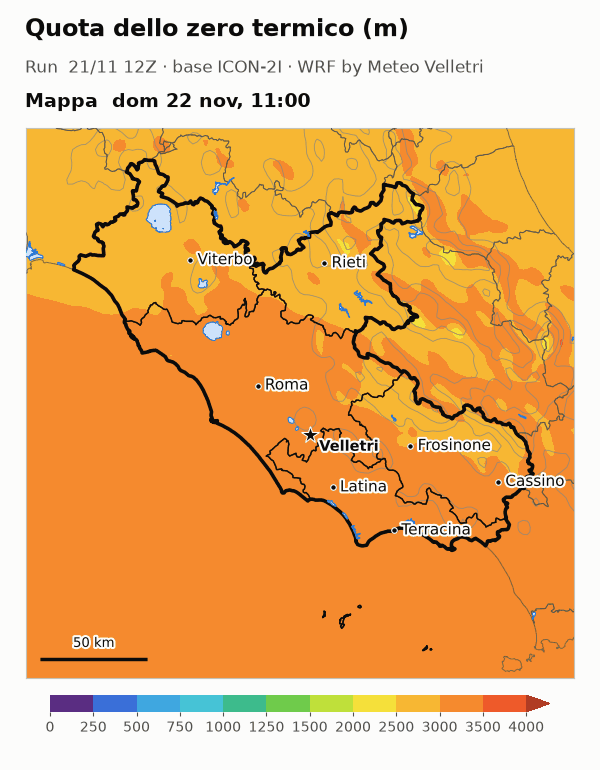 Quota dello zero termico (m)
Run  21/11 12Z · base ICON-2I · WRF by Meteo Velletri
Mappa  dom 22 nov, 11:00
Viterbo
Rieti
Roma
Velletri
Frosinone
Cassino
Latina
Terracina
50 km
0 250 500 750 1000 1250 1500 2000 2500 3000 3500 4000